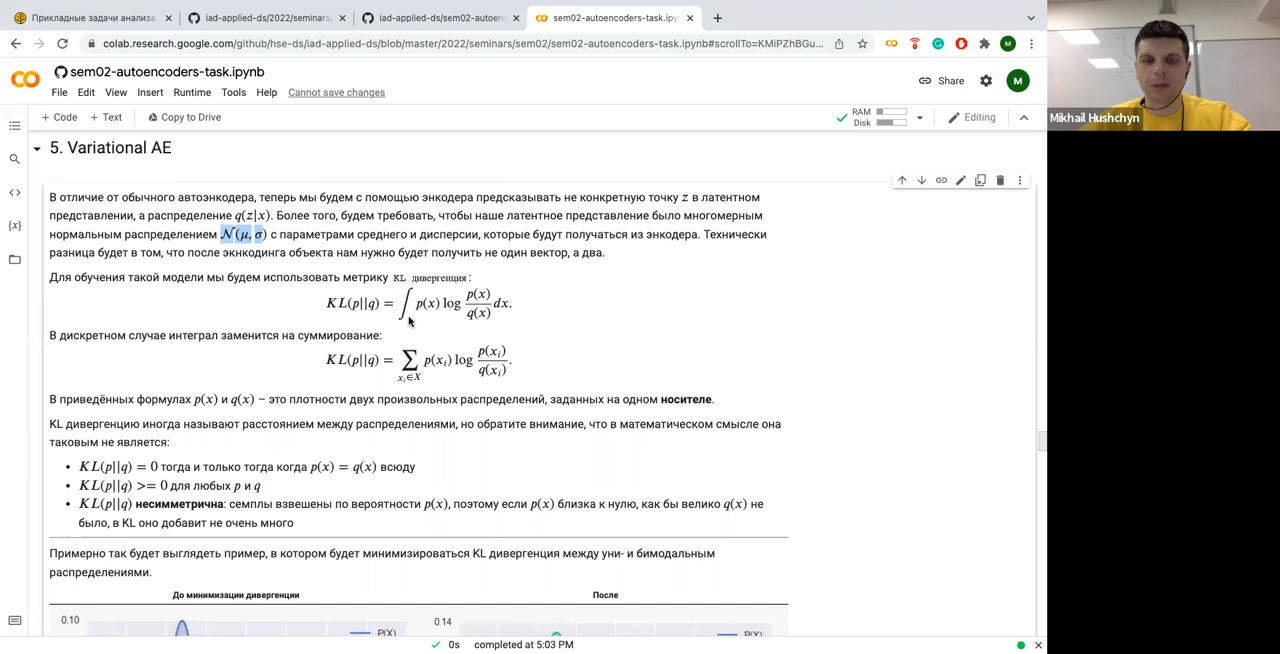 Прикладные задачи анализа
iad-applied-ds/2022/seminars/
iad-applied-ds/sem02-autoen
sem02-autoencoders-task.ipy
colab.research.google.com/github/hse-ds/iad-applied-ds/blob/master/2022/seminars/sem02/sem02-autoencoders-task.ipynb#scrollTo=KMiPZhBGu...
M
sem02-autoencoders-task.ipynb
Share
M
File Edit View Insert Runtime Tools Help Cannot save changes
+ Code + Text Copy to Drive
RAM
Disk
Editing
Mikhail Hushchyn
5. Variational AE
В отличие от обычного автоэнкодера, теперь мы будем с помощью энкодера предсказывать не конкретную точку z в латентном
представлении, а распределение q(z|x). Более того, будем требовать, чтобы наше латентное представление было многомерным
нормальным распределением N(μ, σ) с параметрами среднего и дисперсии, которые будут получаться из энкодера. Технически
разница будет в том, что после экнкодинга объекта нам нужно будет получить не один вектор, а два.
Для обучения такой модели мы будем использовать метрику KL дивергенция:
KL(p||q) = ∫ p(x) log p(x)/q(x) dx.
В дискретном случае интеграл заменится на суммирование:
KL(p||q) = ∑ xᵢ∈X p(xᵢ) log p(xᵢ)/q(xᵢ).
В приведённых формулах p(x) и q(x) – это плотности двух произвольных распределений, заданных на одном носителе.
KL дивергенцию иногда называют расстоянием между распределениями, но обратите внимание, что в математическом смысле она
таковым не является:
• KL(p||q) = 0 тогда и только тогда когда p(x) = q(x) всюду
• KL(p||q) >= 0 для любых p и q
• KL(p||q) несимметрична: семплы взвешены по вероятности p(x), поэтому если p(x) близка к нулю, как бы велико q(x) не
было, в KL оно добавит не очень много
Примерно так будет выглядеть пример, в котором будет минимизироваться KL дивергенция между уни- и бимодальным
распределениями.
До минимизации дивергенции После
0.10 P(X) 0.14 P(X)
0s completed at 5:03 PM